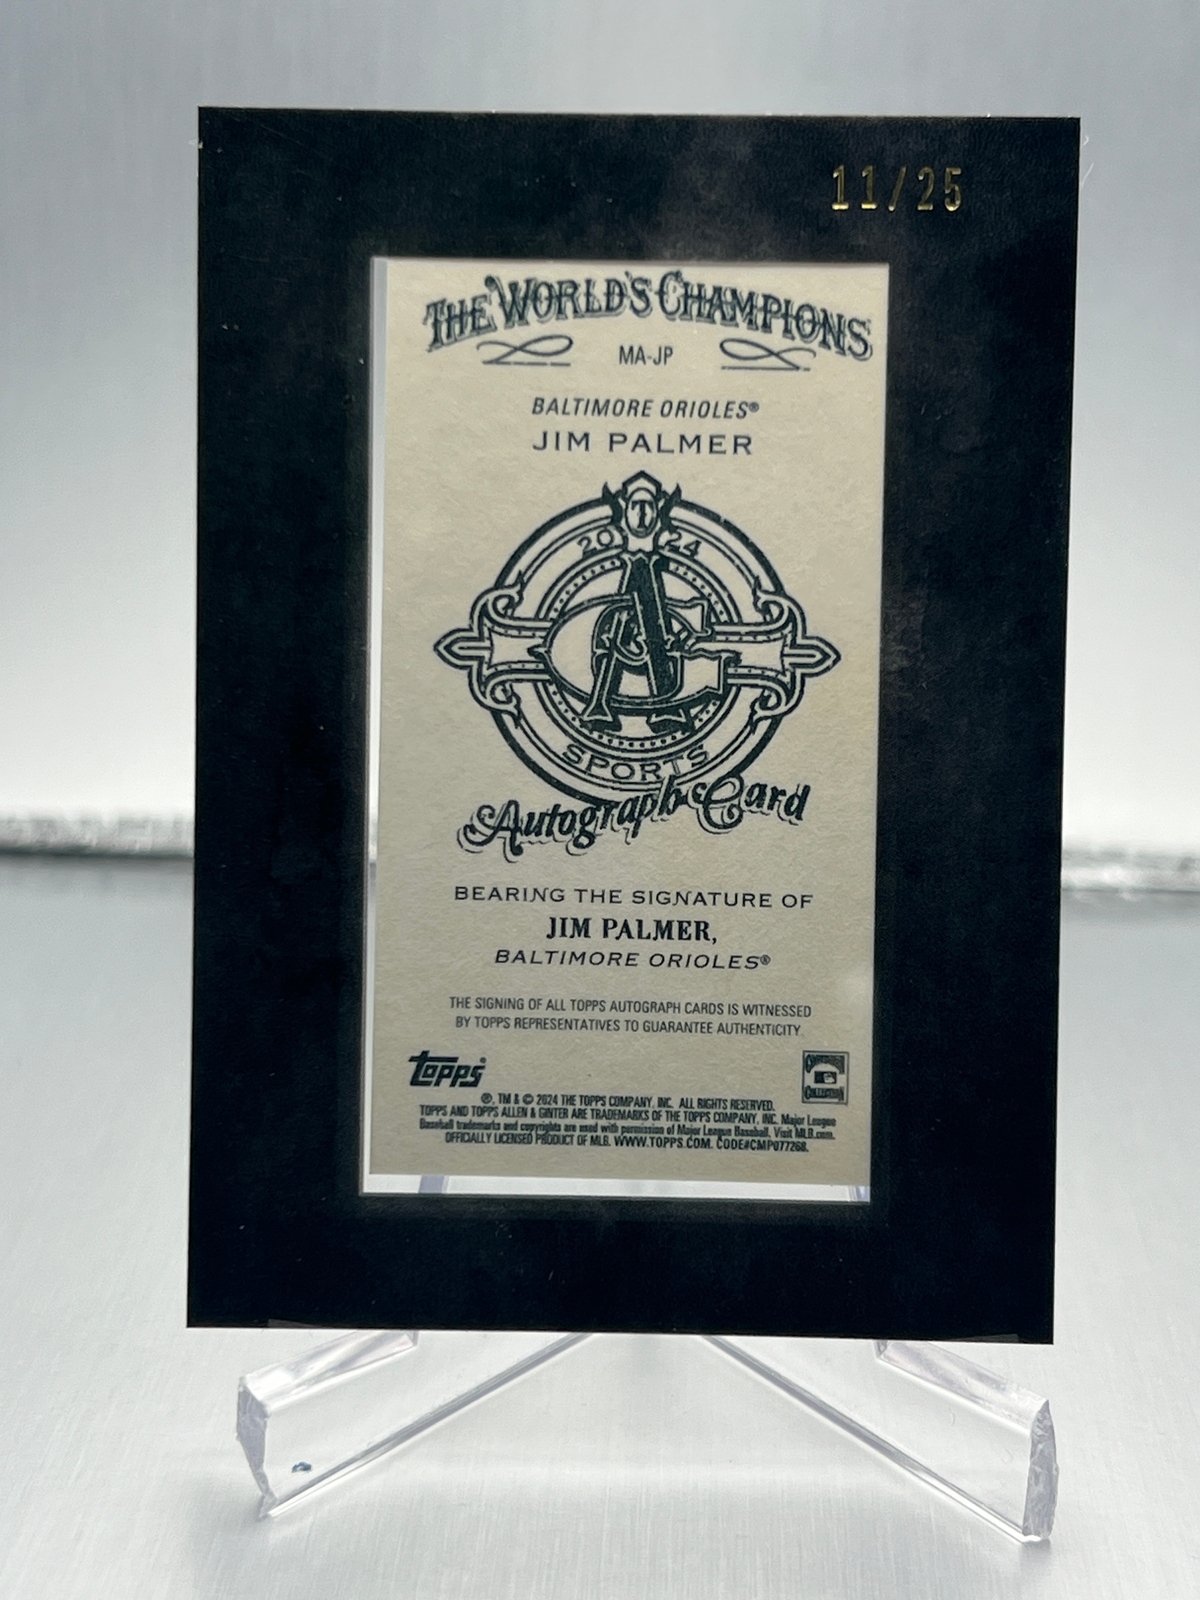 11/25
THE WORLD'S CHAMPIONS
MA-JP
BALTIMORE ORIOLES®
JIM PALMER
T
20 24
A&G
SPORTS
Autograph Card
BEARING THE SIGNATURE OF
JIM PALMER,
BALTIMORE ORIOLES®
THE SIGNING OF ALL TOPPS AUTOGRAPH CARDS IS WITNESSED
BY TOPPS REPRESENTATIVES TO GUARANTEE AUTHENTICITY.
topps®
COOPERSTOWN
COLLECTION
®, TM & © 2024 THE TOPPS COMPANY, INC. ALL RIGHTS RESERVED.
TOPPS AND TOPPS ALLEN & GINTER ARE TRADEMARKS OF THE TOPPS COMPANY, INC. Major League
Baseball trademarks and copyrights are used with permission of Major League Baseball. Visit MLB.com.
OFFICIALLY LICENSED PRODUCT OF MLB. WWW.TOPPS.COM. CODE#CMP077268.